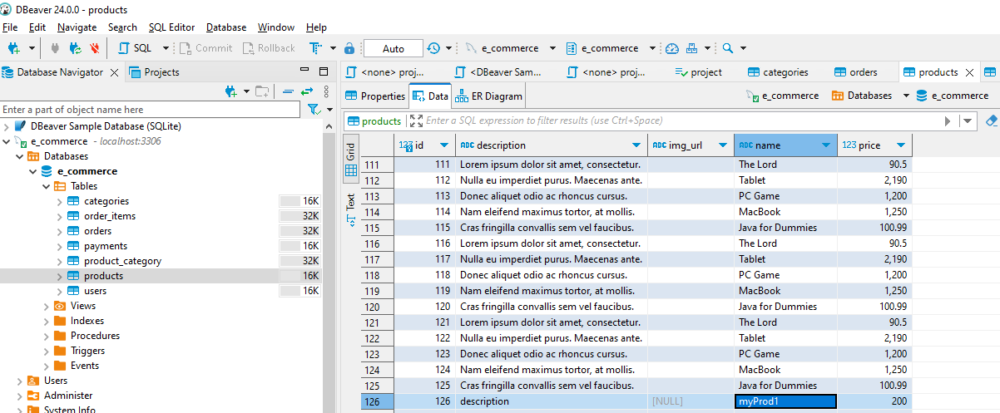 DBeaver 24.0.0 - products
File Edit Navigate Search SQL Editor Database Window Help
SQL Commit Rollback T Auto e_commerce e_commerce
Database Navigator Projects
<none> proj... <DBeaver Sam... <none> proj... project categories orders products
Properties Data ER Diagram e_commerce Databases e_commerce
Enter a part of object name here
products Enter a SQL expression to filter results (use Ctrl+Space)
DBeaver Sample Database (SQLite)
e_commerce - localhost:3306
Databases
e_commerce
Tables
categories 16K
order_items 32K
orders 32K
payments 16K
product_category 32K
products 16K
users 16K
Views
Indexes
Procedures
Triggers
Events
Users
Administer
System Info
Grid
Text
123 id ABC description ABC img_url ABC name 123 price
111 111 Lorem ipsum dolor sit amet, consectetur. The Lord 90.5
112 112 Nulla eu imperdiet purus. Maecenas ante. Tablet 2,190
113 113 Donec aliquet odio ac rhoncus cursus. PC Game 1,200
114 114 Nam eleifend maximus tortor, at mollis. MacBook 1,250
115 115 Cras fringilla convallis sem vel faucibus. Java for Dummies 100.99
116 116 Lorem ipsum dolor sit amet, consectetur. The Lord 90.5
117 117 Nulla eu imperdiet purus. Maecenas ante. Tablet 2,190
118 118 Donec aliquet odio ac rhoncus cursus. PC Game 1,200
119 119 Nam eleifend maximus tortor, at mollis. MacBook 1,250
120 120 Cras fringilla convallis sem vel faucibus. Java for Dummies 100.99
121 121 Lorem ipsum dolor sit amet, consectetur. The Lord 90.5
122 122 Nulla eu imperdiet purus. Maecenas ante. Tablet 2,190
123 123 Donec aliquet odio ac rhoncus cursus. PC Game 1,200
124 124 Nam eleifend maximus tortor, at mollis. MacBook 1,250
125 125 Cras fringilla convallis sem vel faucibus. Java for Dummies 100.99
126 126 description [NULL] myProd1 200